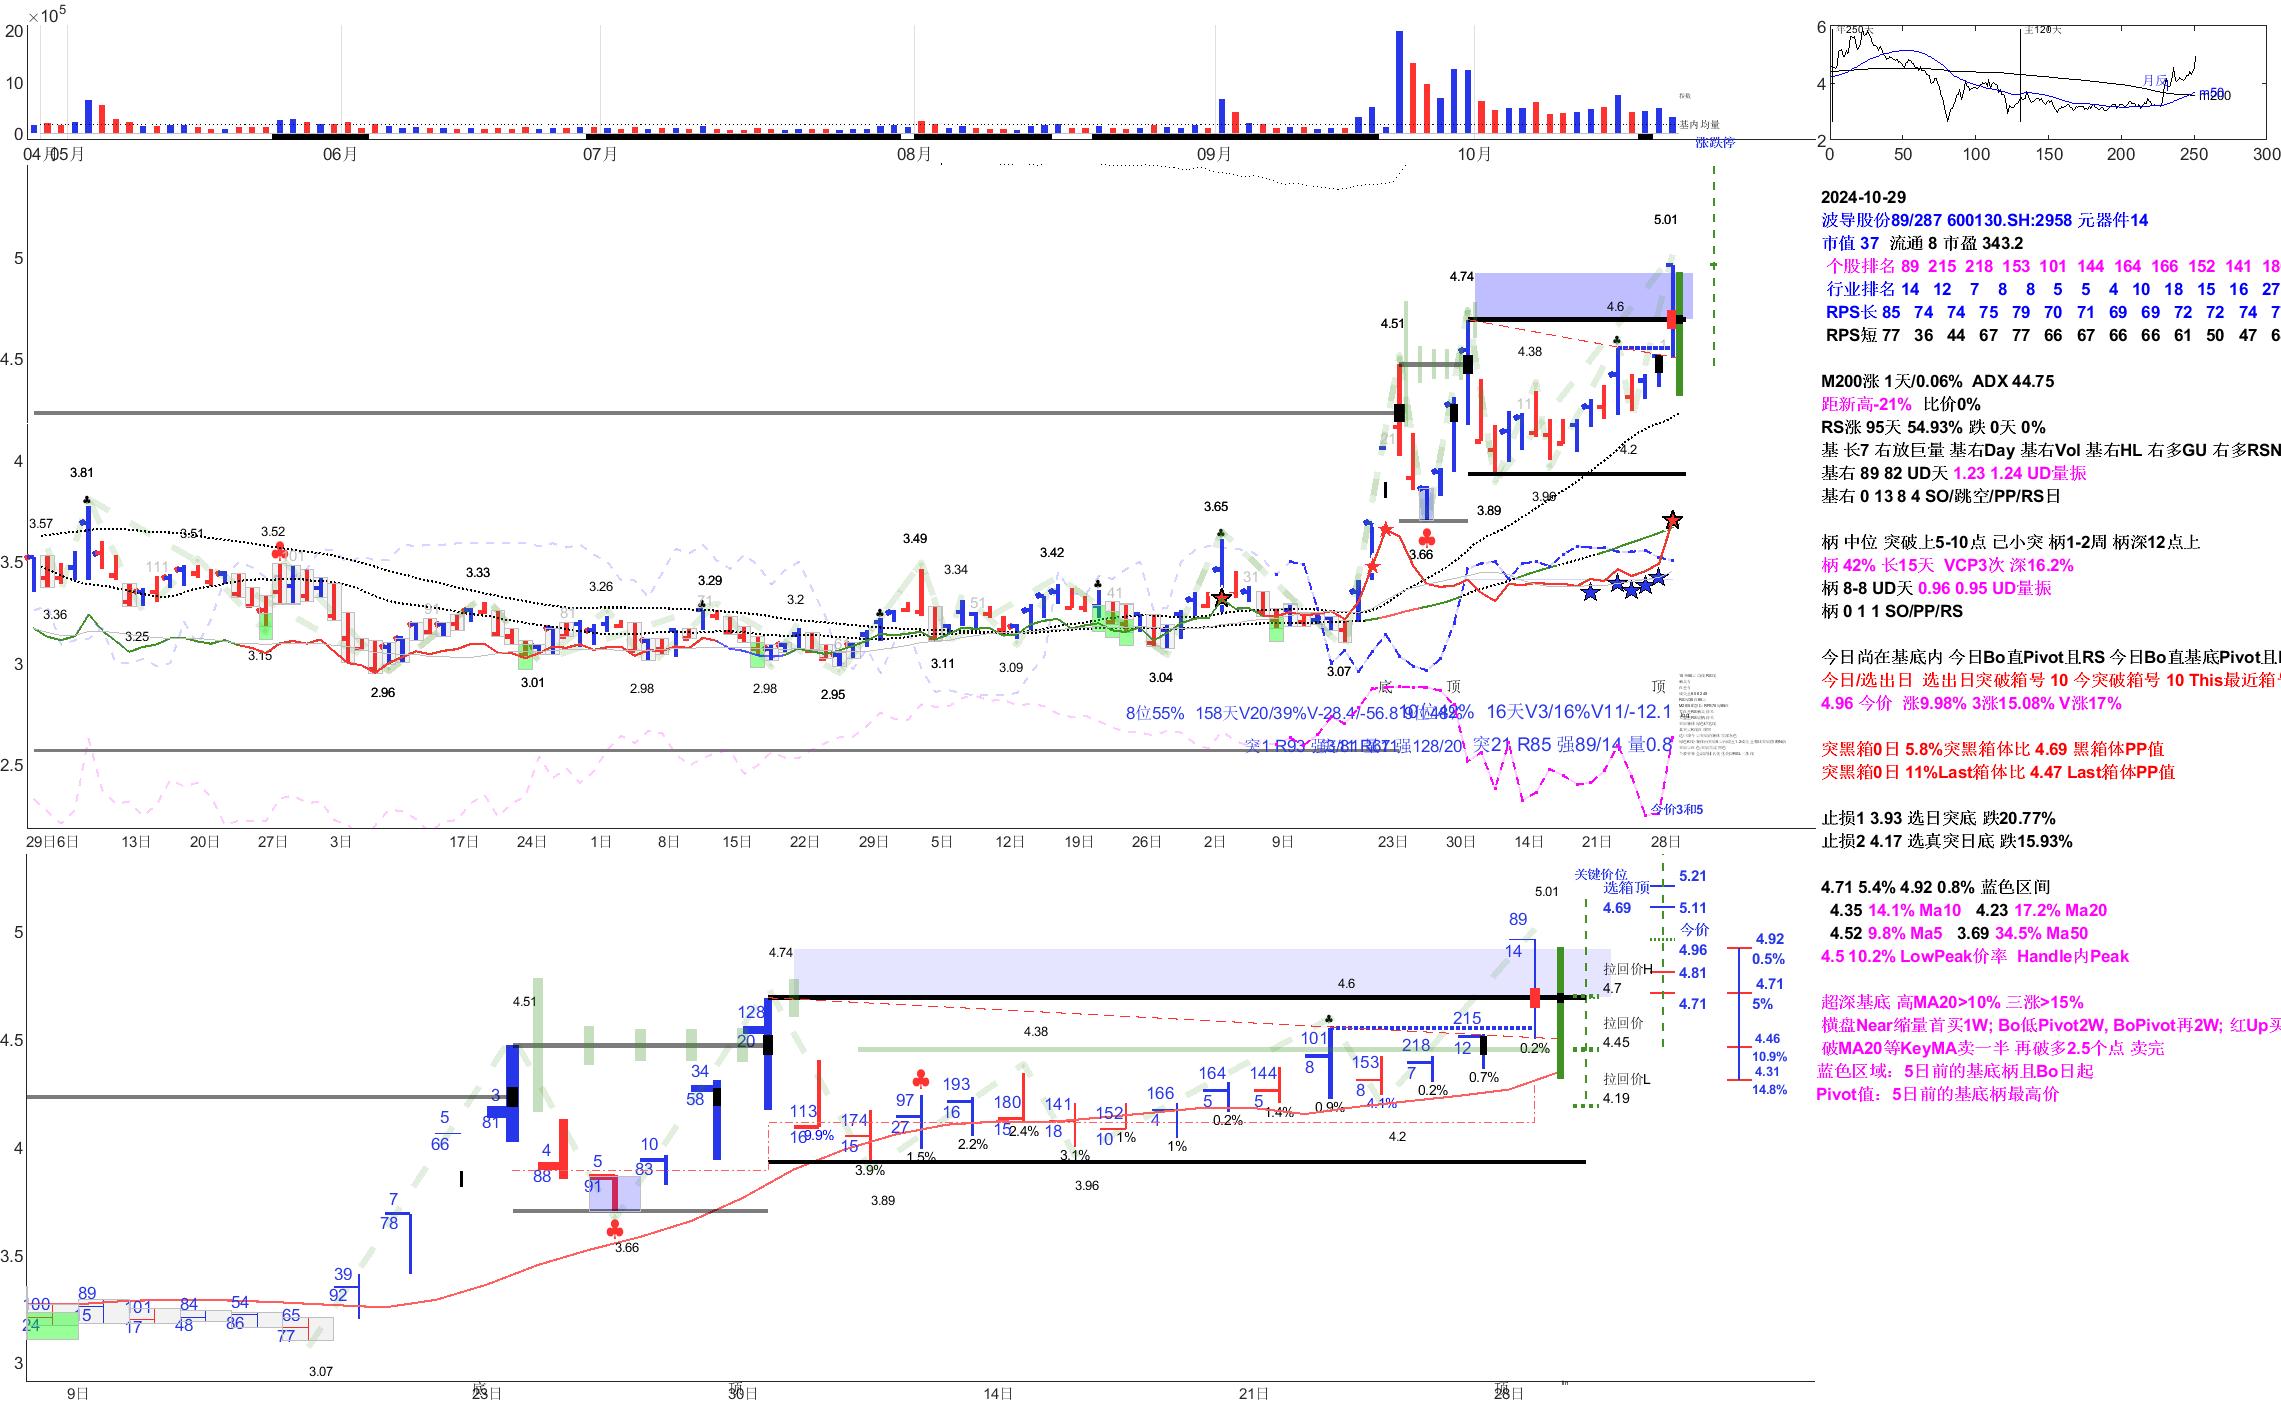 ×10⁵
20
10
0
04月 05月 06月 07月 08月 09月 10月
基内均量
涨跌停
6
4
2
0 50 100 150 200 250 300
年250天
主120天
月反
m50
m200
2024-10-29
波导股份89/287 600130.SH:2958 元器件14
市值 37 流通 8 市盈 343.2
个股排名 89 215 218 153 101 144 164 166 152 141 18
行业排名 14 12 7 8 8 5 5 4 10 18 15 16 27
RPS长 85 74 74 75 79 70 71 69 69 72 72 74 7
RPS短 77 36 44 67 77 66 67 66 66 61 50 47 6
M200涨 1天/0.06% ADX 44.75
距新高-21% 比价0%
RS涨 95天 54.93% 跌 0天 0%
基 长7 右放巨量 基右Day 基右Vol 基右HL 右多GU 右多RSN
基右 89 82 UD天 1.23 1.24 UD量振
基右 0 13 8 4 SO/跳空/PP/RS日
柄 中位 突破上5-10点 己小突 柄1-2周 柄深12点上
柄 42% 长15天 VCP3次 深16.2%
柄 8-8 UD天 0.96 0.95 UD量振
柄 0 1 1 SO/PP/RS
今日尚在基底内 今日Bo直Pivot且RS 今日Bo直基底Pivot且
今日/选出日 选出日突破箱号 10 今突破箱号 10 This最近箱
4.96 今价 涨9.98% 3涨15.08% V涨17%
突黑箱0日 5.8%突黑箱体比 4.69 黑箱体PP值
突黑箱0日 11%Last箱体比 4.47 Last箱体PP值
止损1 3.93 选日突底 跌20.77%
止损2 4.17 选真突日底 跌15.93%
4.71 5.4% 4.92 0.8% 蓝色区间
4.35 14.1% Ma10 4.23 17.2% Ma20
4.52 9.8% Ma5 3.69 34.5% Ma50
4.5 10.2% LowPeak价率 Handle内Peak
超深基底 高MA20>10% 三涨>15%
横盘Near缩量首买1W; Bo低Pivot2W, BoPivot再2W; 红Up买
破MA20等KeyMA卖一半 再破多2.5个点 卖完
蓝色区域：5日前的基底柄且Bo日起
Pivot值：5日前的基底柄最高价
5
4.5
4
3.5
3
2.5
3.57
3.81
3.36
3.25
111
3.51
3.15
3.52
2.96
91
3.33
3.01
81
3.26
2.98
71
3.29
2.98
3.2
2.95
3.49
3.11
3.34
51
3.09
3.42
41
3.04
3.65
31
3.07
21
4.51
3.66
4.74
3.89
4.38
11
3.96
4.6
4.2
5.01
1
底 顶 顶
8位55% 158天V20/39%V-28.4/-56.8
10位42% 16天V3/16%V11/-12.1
突1 R93
强128/20 突21 R85 强89/14 量0.8
今价3和5
29日 6日 13日 20日 27日 3日 17日 24日 1日 8日 15日 22日 29日 5日 12日 19日 26日 2日 9日 23日 30日 14日 21日 28日
5
4.5
4
3.5
3
100
24
89
15
101
17
84
48
54
86
65
77
3.07
39
92
7
78
5
66
3
81
4.51
4
88
5
91
3.66
10
83
34
58
128
20
4.74
113
16
9.9%
174
15
3.9%
3.89
97
27
1.5%
193
16
2.2%
180
15
2.4%
4.38
141
18
3.1%
3.96
152
10
1%
166
4
1%
164
5
0.2%
144
5
1.4%
101
8
0.9%
4.6
153
8
4.1%
4.2
218
7
0.2%
215
12
0.7%
89
14
0.2%
5.01
关键价位
选箱顶
4.69
5.21
5.11
今价
4.96
4.81
4.71
拉回价H
4.7
拉回价
4.45
拉回价L
4.19
4.92
0.5%
4.71
5%
4.46
10.9%
4.31
14.8%
底 顶 顶
9日 23日 30日 14日 21日 28日